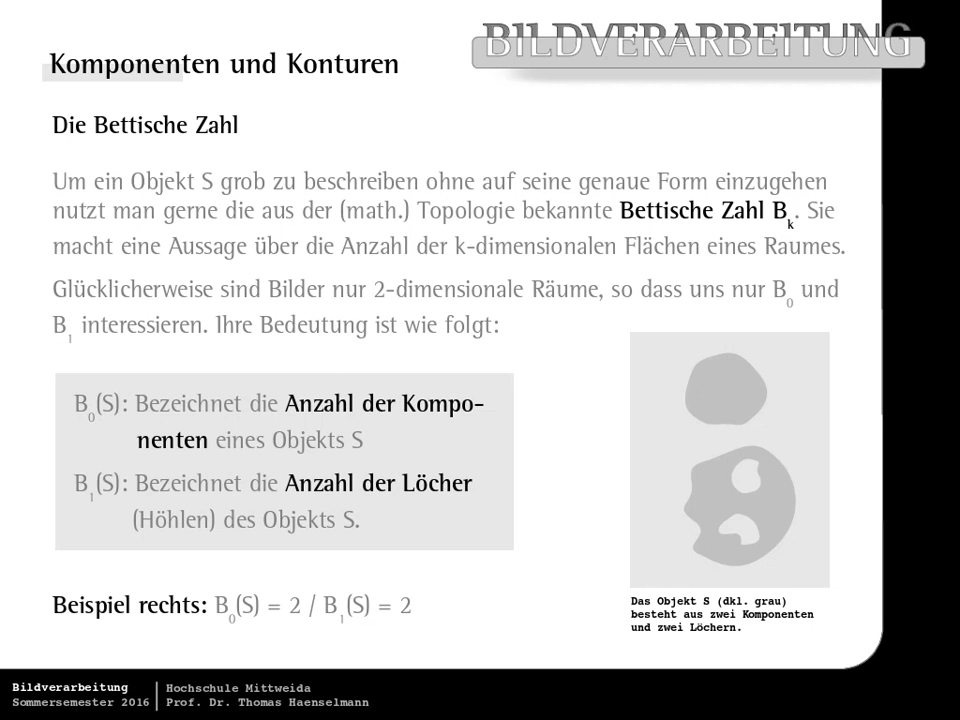 BILDVERARBEITUNG
Komponenten und Konturen
Die Bettische Zahl
Um ein Objekt S grob zu beschreiben ohne auf seine genaue Form einzugehen
nutzt man gerne die aus der (math.) Topologie bekannte Bettische Zahl Bk. Sie
macht eine Aussage über die Anzahl der k-dimensionalen Flächen eines Raumes.
Glücklicherweise sind Bilder nur 2-dimensionale Räume, so dass uns nur B0 und
B1 interessieren. Ihre Bedeutung ist wie folgt:
B0(S): Bezeichnet die Anzahl der Kompo-
nenten eines Objekts S
B1(S): Bezeichnet die Anzahl der Löcher
(Höhlen) des Objekts S.
Beispiel rechts: B0(S) = 2 / B1(S) = 2
Das Objekt S (dkl. grau)
besteht aus zwei Komponenten
und zwei Löchern.
Bildverarbeitung
Sommersemester 2016
Hochschule Mittweida
Prof. Dr. Thomas Haenselmann